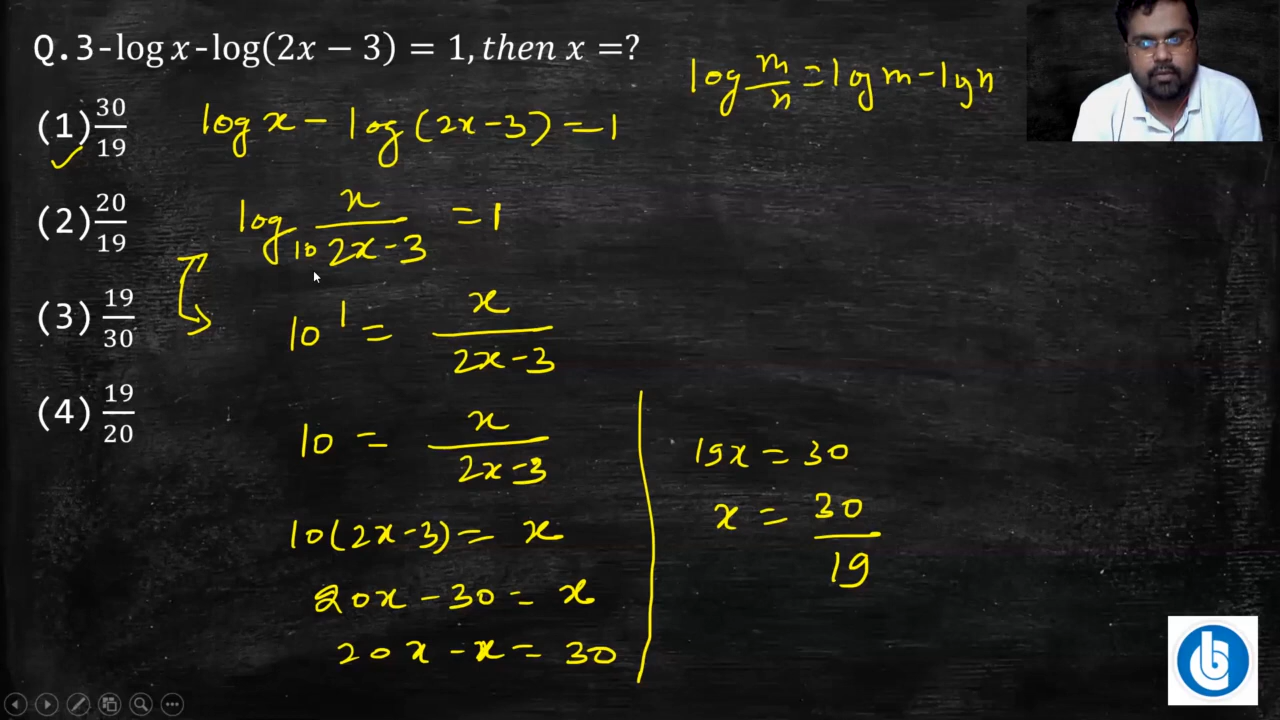 Q.3-log x-log(2x − 3) = 1, then x =?
log m/n = log m - log n
(1) 30/19
log x - log(2x-3) = 1
(2) 20/19
log₁₀ x/2x-3 = 1
(3) 19/30
10¹ = x/2x-3
(4) 19/20
10 = x/2x-3
10(2x-3) = x
20x - 30 = x
20x - x = 30
19x = 30
x = 30/19